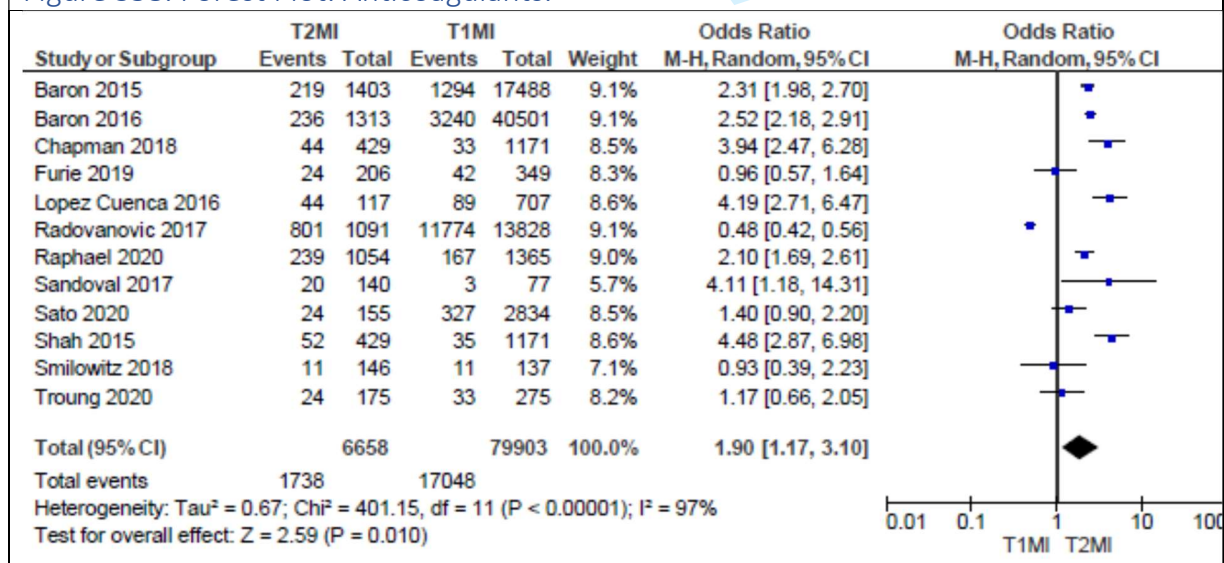 Figure S33. Forest Plot. Anticoagulants.
T2MI T1MI Odds Ratio Odds Ratio
Study or Subgroup Events Total Events Total Weight M-H, Random, 95% CI M-H, Random, 95% CI
Baron 2015 219 1403 1294 17488 9.1% 2.31 [1.98, 2.70]
Baron 2016 236 1313 3240 40501 9.1% 2.52 [2.18, 2.91]
Chapman 2018 44 429 33 1171 8.5% 3.94 [2.47, 6.28]
Furie 2019 24 206 42 349 8.3% 0.96 [0.57, 1.64]
Lopez Cuenca 2016 44 117 89 707 8.6% 4.19 [2.71, 6.47]
Radovanovic 2017 801 1091 11774 13828 9.1% 0.48 [0.42, 0.56]
Raphael 2020 239 1054 167 1365 9.0% 2.10 [1.69, 2.61]
Sandoval 2017 20 140 3 77 5.7% 4.11 [1.18, 14.31]
Sato 2020 24 155 327 2834 8.5% 1.40 [0.90, 2.20]
Shah 2015 52 429 35 1171 8.6% 4.48 [2.87, 6.98]
Smilowitz 2018 11 146 11 137 7.1% 0.93 [0.39, 2.23]
Troung 2020 24 175 33 275 8.2% 1.17 [0.66, 2.05]
Total (95% CI) 6658 79903 100.0% 1.90 [1.17, 3.10]
Total events 1738 17048
Heterogeneity: Tau² = 0.67; Chi² = 401.15, df = 11 (P < 0.00001); I² = 97%
Test for overall effect: Z = 2.59 (P = 0.010)
0.01 0.1 1 10 100
T1MI T2MI